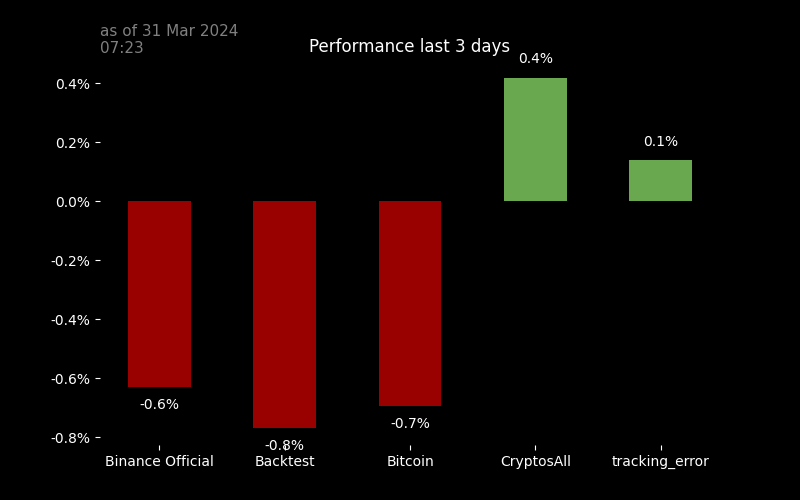 as of 31 Mar 2024
07:23
Performance last 3 days
0.4%
0.4%
0.2%
0.1%
0.0%
-0.2%
-0.4%
-0.6%
-0.6%
-0.7%
-0.8%
-0.8%
Binance Official
Backtest
Bitcoin
CryptosAll
tracking_error